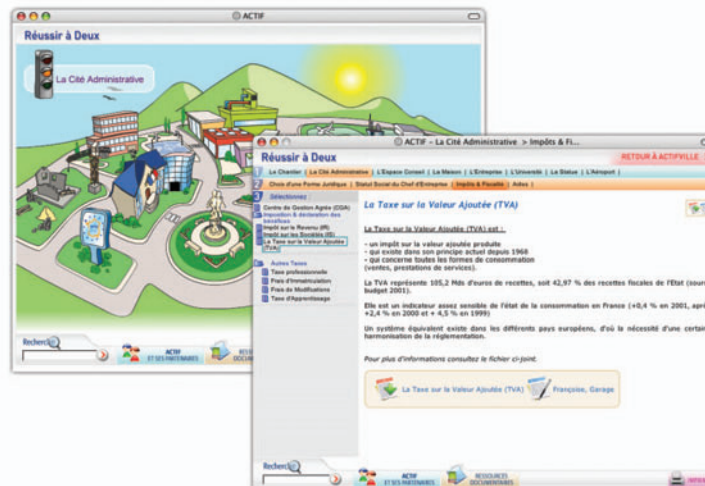 ACTIF
Réussir à Deux
La Cité Administrative
Recherche
ACTIF
ET SES PARTENAIRES
ACTIF - La Cité Administrative > Impôts & Fi...
Réussir à Deux
RETOUR À ACTIFVILLE
1 Le Chantier | La Cité Administrative | L'Espace Conseil | La Maison | L'Entreprise | L'Université | La Statue | L'Aéroport |
2 Choix d'une Forme Juridique | Statut Social du Chef d'Entreprise | Impôts & Fiscalité | Aides |
3 Sélectionnez :
Centre de Gestion Agréé (CGA)
Imposition & déclaration des
bénéfices
Impôt sur le Revenu (IR)
Impôt sur les Sociétés (IS)
La Taxe sur la Valeur Ajoutée
(TVA)
Autres Taxes
Taxe professionnelle
Frais d'Immatriculation
Frais de Modifications
Taxe d'Apprentissage
La Taxe sur la Valeur Ajoutée (TVA)
La Taxe sur la Valeur Ajoutée (TVA) est :
- un impôt sur la valeur ajoutée produite
- qui existe dans son principe actuel depuis 1968
- qui concerne toutes les formes de consommation
(ventes, prestations de services).
La TVA représente 105,2 Mds d'euros de recettes, soit 42,97 % des recettes fiscales de l'Etat (sour
budget 2001).
Elle est un indicateur assez sensible de l'état de la consommation en France (+0,4 % en 2001, apr
+2,4 % en 2000 et + 4,5 % en 1999)
Un système équivalent existe dans les différents pays européens, d'où la nécessité d'une certain
harmonisation de la réglementation.
Pour plus d'informations consultez le fichier ci-joint.
La Taxe sur la Valeur Ajoutée (TVA)
Françoise, Garage
Recherche
ACTIF
ET SES PARTENAIRES
RESSOURCES
DOCUMENTAIRES